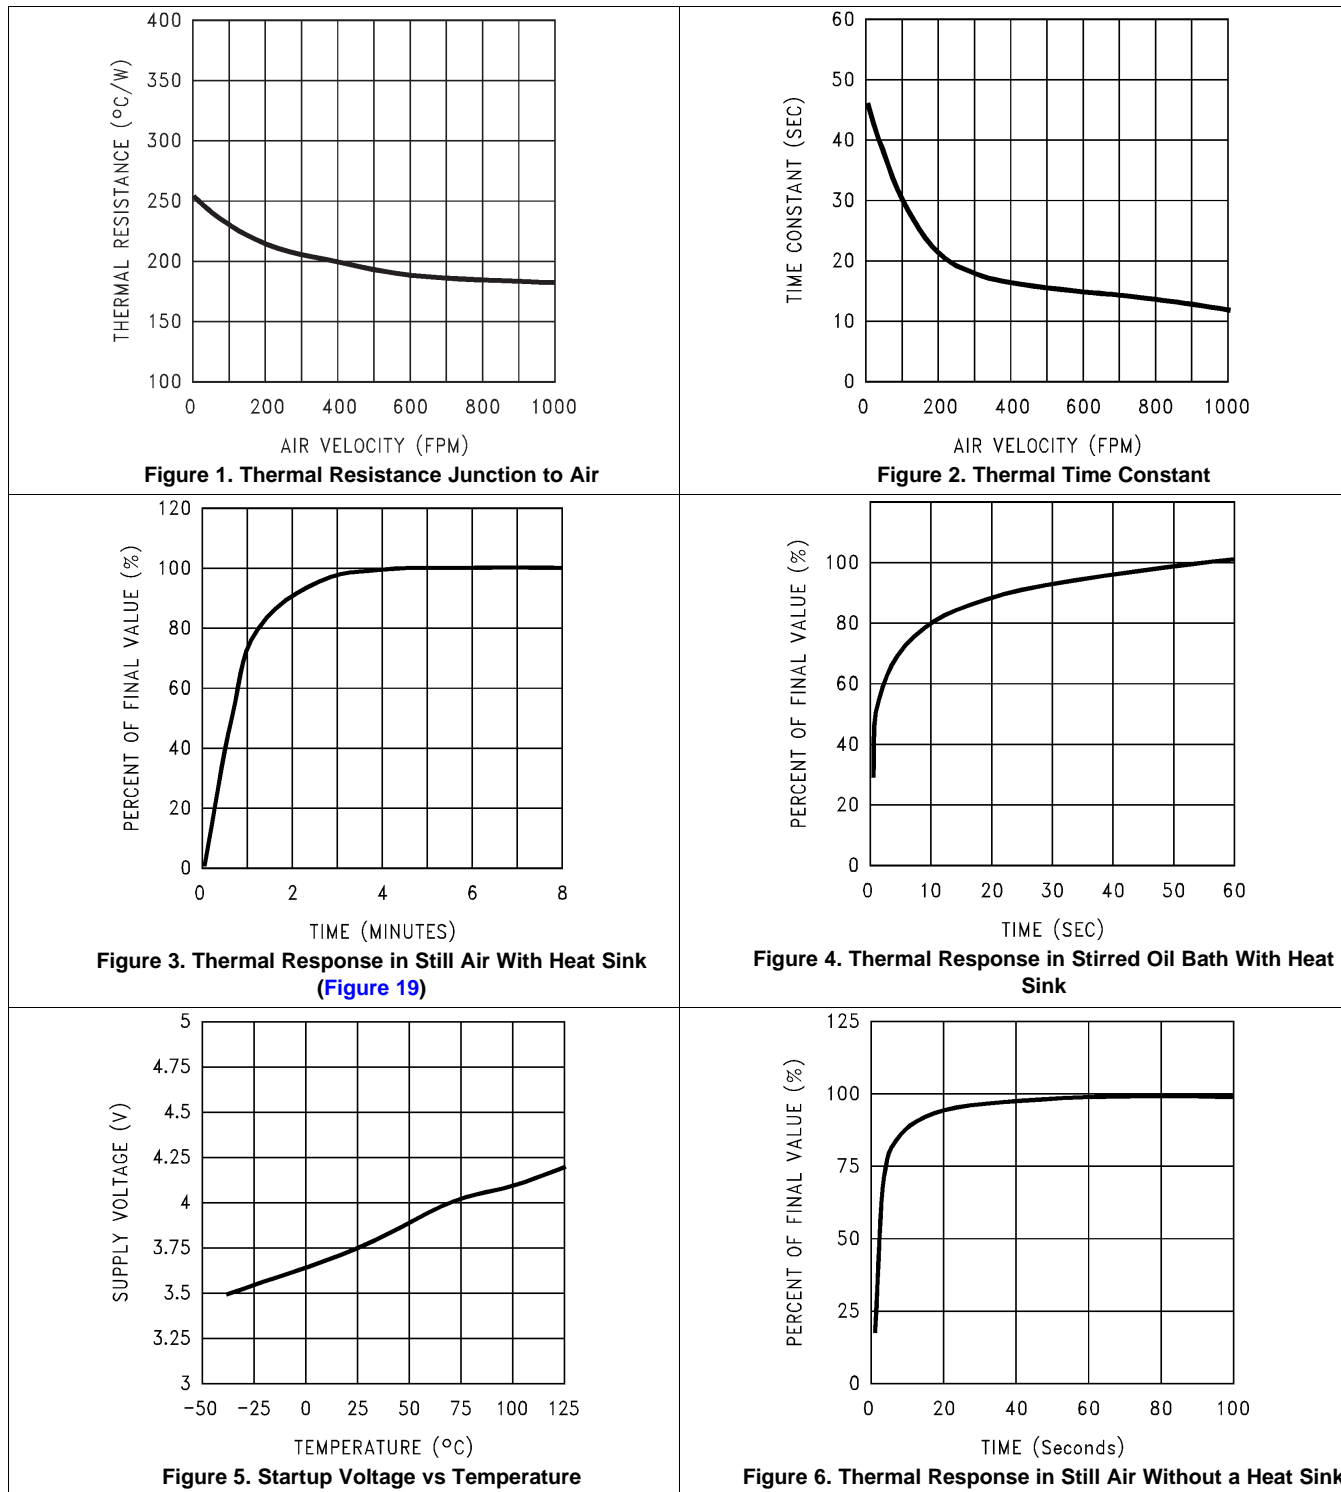 400
350
300
250
200
150
100
THERMAL RESISTANCE (°C/W)
0 200 400 600 800 1000
AIR VELOCITY (FPM)
Figure 1. Thermal Resistance Junction to Air
60
50
40
30
20
10
0
TIME CONSTANT (SEC)
0 200 400 600 800 1000
AIR VELOCITY (FPM)
Figure 2. Thermal Time Constant
120
100
80
60
40
20
0
PERCENT OF FINAL VALUE (%)
0 2 4 6 8
TIME (MINUTES)
Figure 3. Thermal Response in Still Air With Heat Sink
(Figure 19)
100
80
60
40
20
0
PERCENT OF FINAL VALUE (%)
0 10 20 30 40 50 60
TIME (SEC)
Figure 4. Thermal Response in Stirred Oil Bath With Heat
Sink
5
4.75
4.5
4.25
4
3.75
3.5
3.25
3
SUPPLY VOLTAGE (V)
-50 -25 0 25 50 75 100 125
TEMPERATURE (°C)
Figure 5. Startup Voltage vs Temperature
125
100
75
50
25
0
PERCENT OF FINAL VALUE (%)
0 20 40 60 80 100
TIME (Seconds)
Figure 6. Thermal Response in Still Air Without a Heat Sink